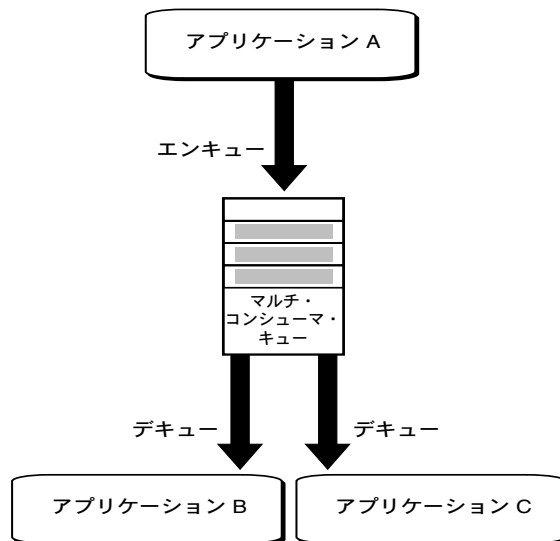 アプリケーション A
エンキュー
マルチ・
コンシューマ・
キュー
デキュー
デキュー
アプリケーション B
アプリケーション C